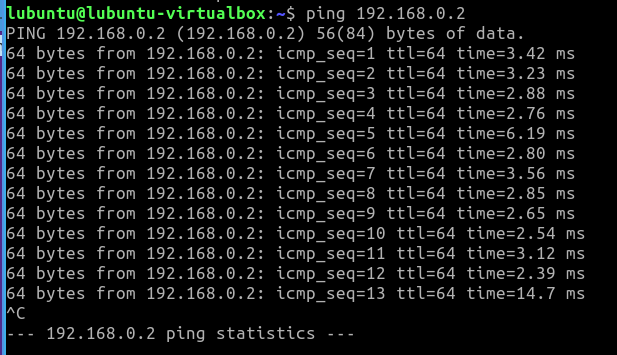 lubuntu@lubuntu-virtualbox:~$ ping 192.168.0.2
PING 192.168.0.2 (192.168.0.2) 56(84) bytes of data.
64 bytes from 192.168.0.2: icmp_seq=1 ttl=64 time=3.42 ms
64 bytes from 192.168.0.2: icmp_seq=2 ttl=64 time=3.23 ms
64 bytes from 192.168.0.2: icmp_seq=3 ttl=64 time=2.88 ms
64 bytes from 192.168.0.2: icmp_seq=4 ttl=64 time=2.76 ms
64 bytes from 192.168.0.2: icmp_seq=5 ttl=64 time=6.19 ms
64 bytes from 192.168.0.2: icmp_seq=6 ttl=64 time=2.80 ms
64 bytes from 192.168.0.2: icmp_seq=7 ttl=64 time=3.56 ms
64 bytes from 192.168.0.2: icmp_seq=8 ttl=64 time=2.85 ms
64 bytes from 192.168.0.2: icmp_seq=9 ttl=64 time=2.65 ms
64 bytes from 192.168.0.2: icmp_seq=10 ttl=64 time=2.54 ms
64 bytes from 192.168.0.2: icmp_seq=11 ttl=64 time=3.12 ms
64 bytes from 192.168.0.2: icmp_seq=12 ttl=64 time=2.39 ms
64 bytes from 192.168.0.2: icmp_seq=13 ttl=64 time=14.7 ms
^C
--- 192.168.0.2 ping statistics ---